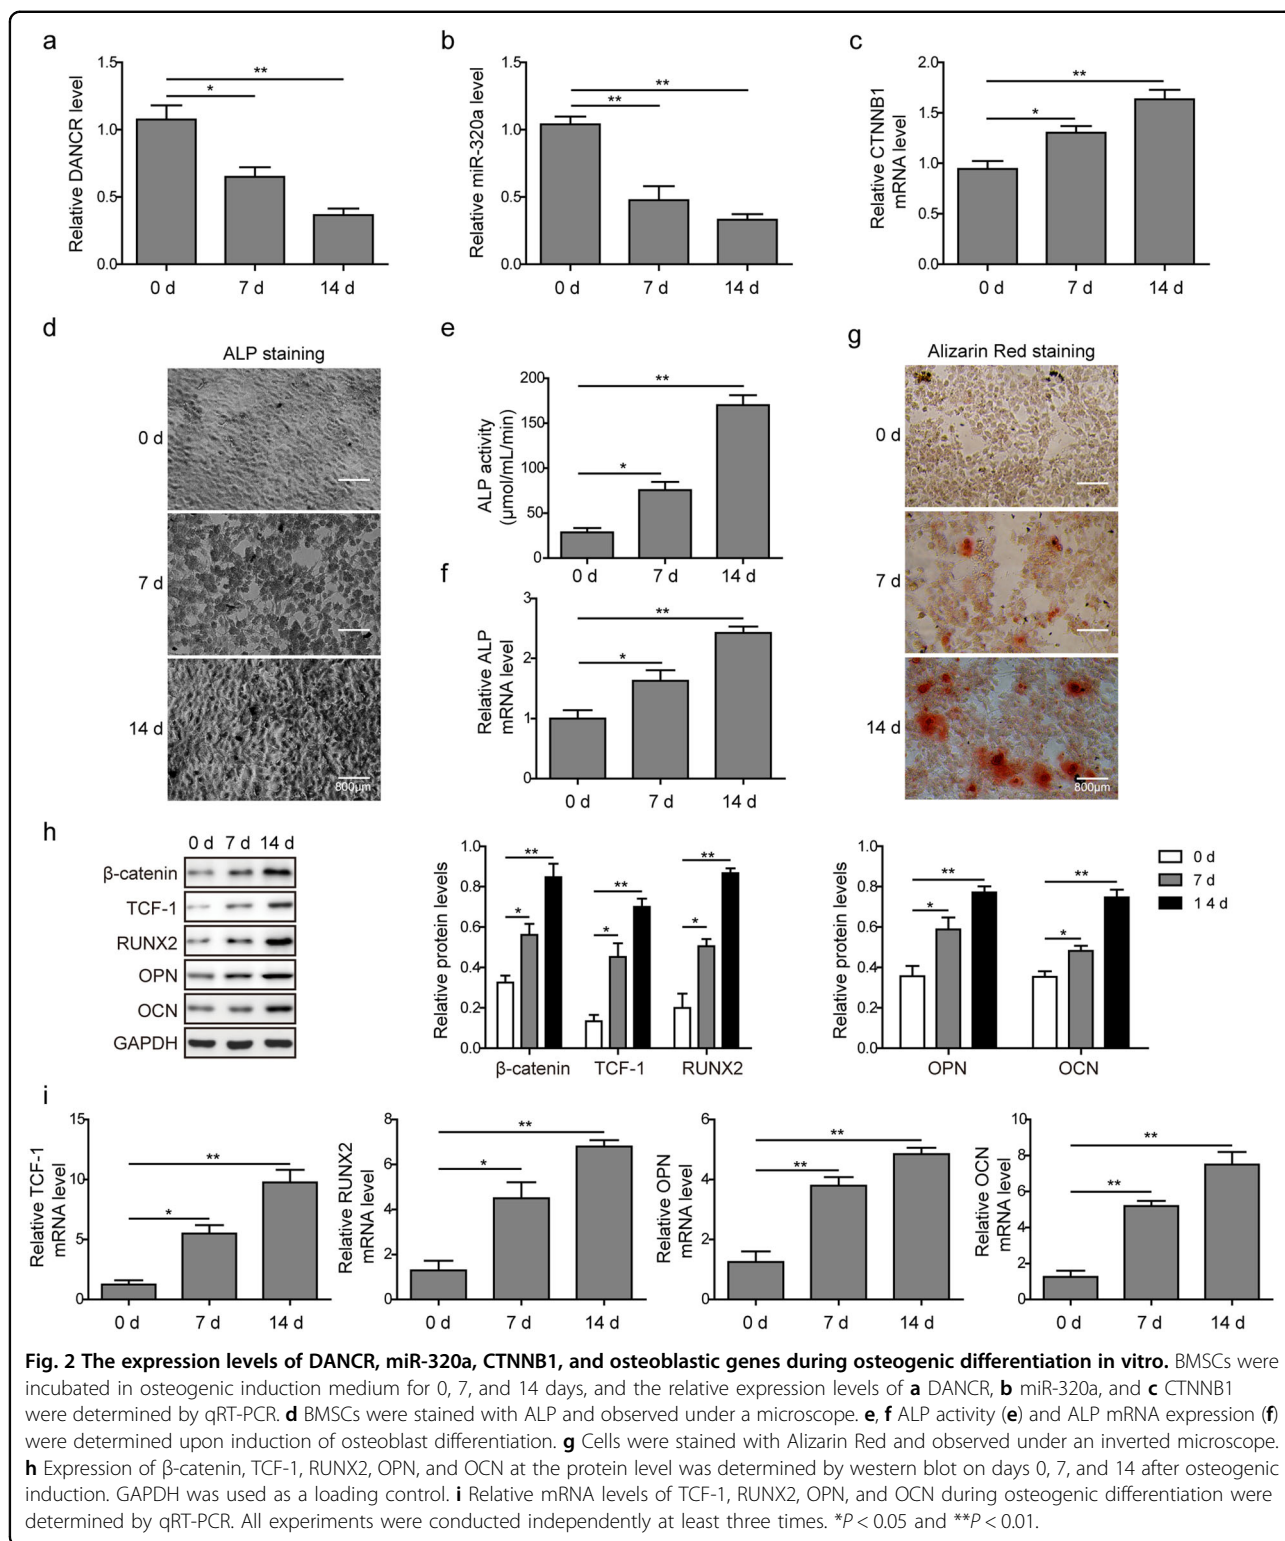 a
Relative DANCR level
1.5
1.0
0.5
0.0
*
**
0 d 7 d 14 d
b
Relative miR-320a level
1.5
1.0
0.5
0.0
**
**
0 d 7 d 14 d
c
Relative CTNNB1
mRNA level
2.0
1.5
1.0
0.5
0.0
*
**
0 d 7 d 14 d
d
ALP staining
0 d
7 d
14 d
800μm
e
ALP activity
(μmol/mL/min)
200
150
100
50
0
*
**
0 d 7 d 14 d
f
Relative ALP
mRNA level
3
2
1
0
*
**
0 d 7 d 14 d
g
Alizarin Red staining
0 d
7 d
14 d
800μm
h
0 d 7 d 14 d
β-catenin
TCF-1
RUNX2
OPN
OCN
GAPDH
Relative protein levels
1.0
0.8
0.6
0.4
0.2
0.0
*
**
*
**
*
**
β-catenin TCF-1 RUNX2
Relative protein levels
1.0
0.8
0.6
0.4
0.2
0.0
*
**
*
**
OPN OCN
0 d
7 d
1 4 d
i
Relative TCF-1
mRNA level
15
10
5
0
*
**
0 d 7 d 14 d
Relative RUNX2
mRNA level
8
6
4
2
0
*
**
0 d 7 d 14 d
Relative OPN
mRNA level
6
4
2
0
**
**
0 d 7 d 14 d
Relative OCN
mRNA level
10
8
6
4
2
0
**
**
0 d 7 d 14 d
Fig. 2 The expression levels of DANCR, miR-320a, CTNNB1, and osteoblastic genes during osteogenic differentiation in vitro. BMSCs were
incubated in osteogenic induction medium for 0, 7, and 14 days, and the relative expression levels of a DANCR, b miR-320a, and c CTNNB1
were determined by qRT-PCR. d BMSCs were stained with ALP and observed under a microscope. e, f ALP activity (e) and ALP mRNA expression (f)
were determined upon induction of osteoblast differentiation. g Cells were stained with Alizarin Red and observed under an inverted microscope.
h Expression of β-catenin, TCF-1, RUNX2, OPN, and OCN at the protein level was determined by western blot on days 0, 7, and 14 after osteogenic
induction. GAPDH was used as a loading control. i Relative mRNA levels of TCF-1, RUNX2, OPN, and OCN during osteogenic differentiation were
determined by qRT-PCR. All experiments were conducted independently at least three times. *P < 0.05 and **P < 0.01.